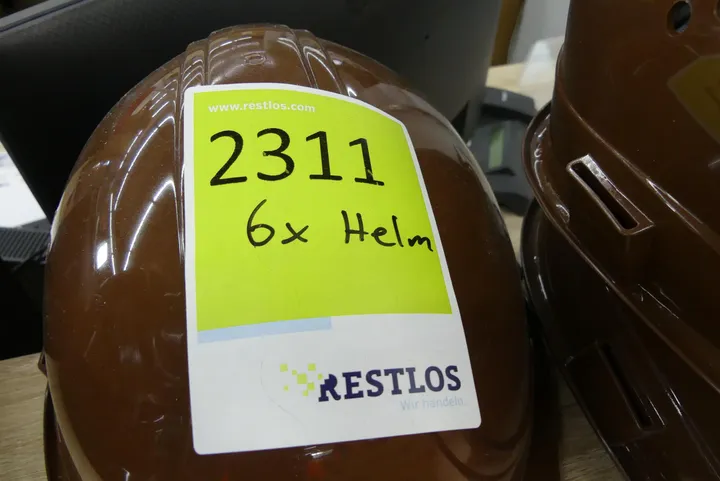 www.restlos.com
2311
6x Helm
RESTLOS
Wir handeln.